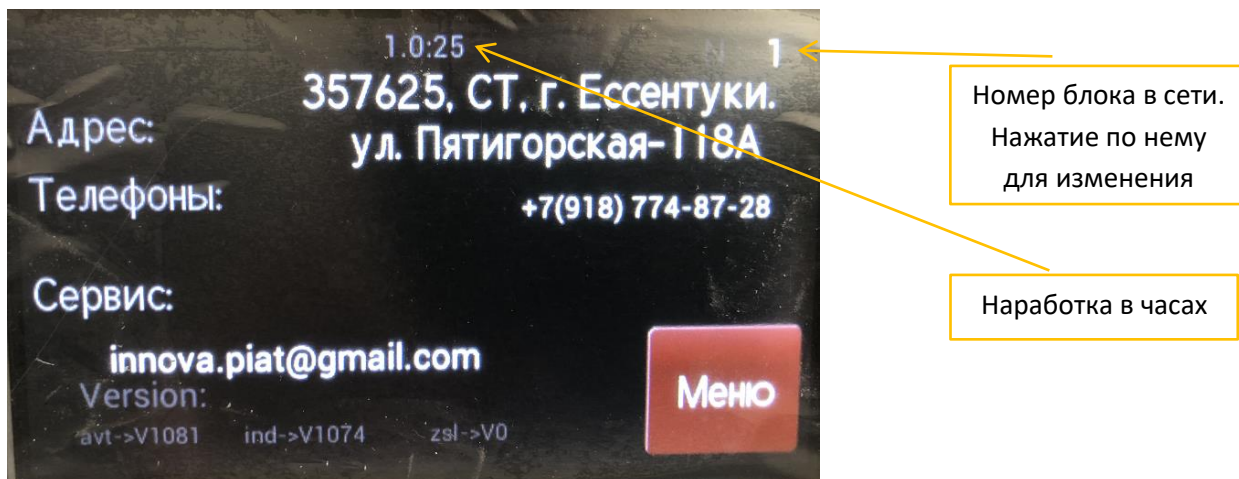 1.0:25
N 1
357625, СТ, г. Ессентуки.
Адрес:
ул. Пятигорская-118А
Телефоны:
+7(918) 774-87-28
Сервис:
innova.piat@gmail.com
Меню
Version:
avt->V1081 ind->V1074 zsl->V0
Номер блока в сети.
Нажатие по нему
для изменения
Наработка в часах